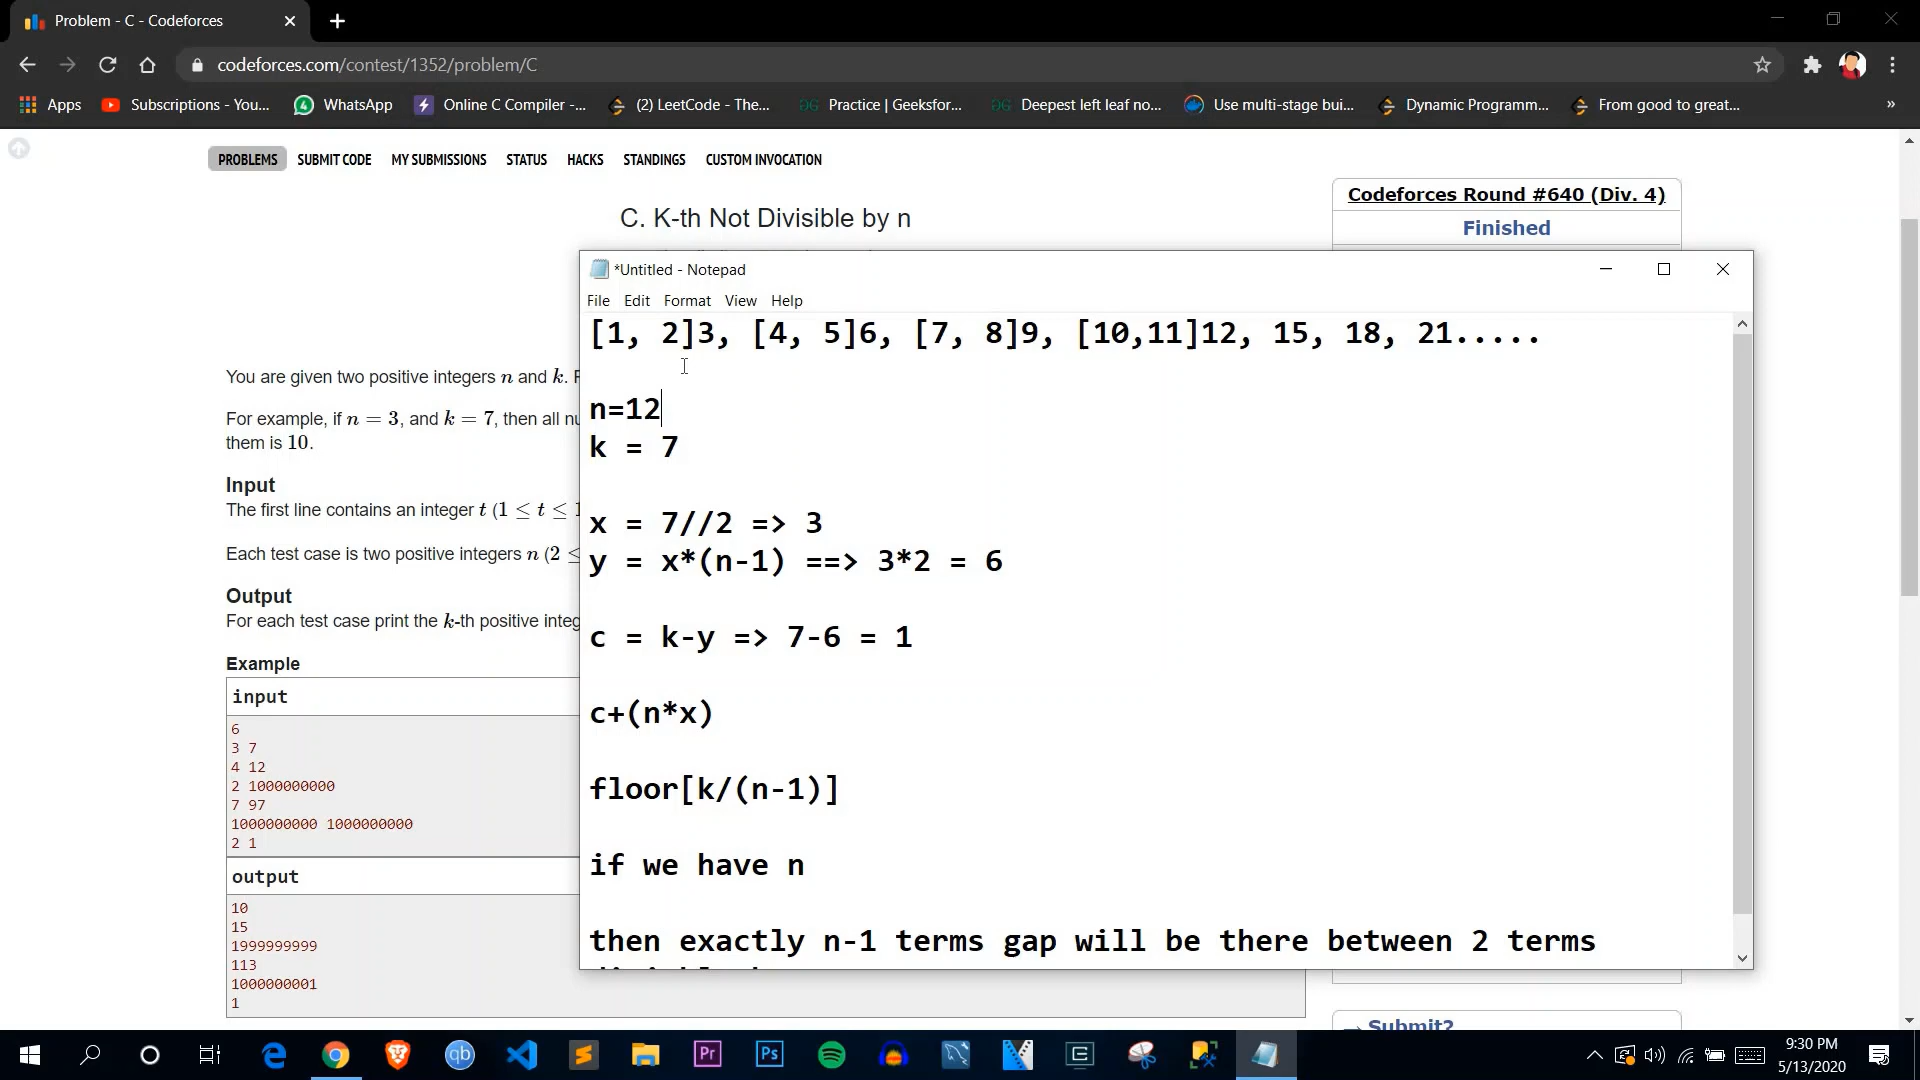 Problem - C - Codeforces
codeforces.com/contest/1352/problem/C
Apps Subscriptions - You... WhatsApp Online C Compiler -... (2) LeetCode - The... Practice | Geeksfor... Deepest left leaf no... Use multi-stage bui... Dynamic Programm... From good to great... »
PROBLEMS SUBMIT CODE MY SUBMISSIONS STATUS HACKS STANDINGS CUSTOM INVOCATION
C. K-th Not Divisible by n
Codeforces Round #640 (Div. 4)
Finished
*Untitled - Notepad
File Edit Format View Help
[1, 2]3, [4, 5]6, [7, 8]9, [10,11]12, 15, 18, 21.....
n=12
k = 7
x = 7//2 => 3
y = x*(n-1) ==> 3*2 = 6
c = k-y => 7-6 = 1
c+(n*x)
floor[k/(n-1)]
if we have n
then exactly n-1 terms gap will be there between 2 terms
You are given two positive integers n and k.
For example, if n = 3, and k = 7, then all
them is 10.
Input
The first line contains an integer t (1 ≤ t ≤
Each test case is two positive integers n (2 ≤
Output
For each test case print the k-th positive
Example
input
6
3 7
4 12
2 1000000000
7 97
1000000000 1000000000
2 1
output
10
15
1999999999
113
1000000001
1
→ Submit?
9:30 PM
5/13/2020